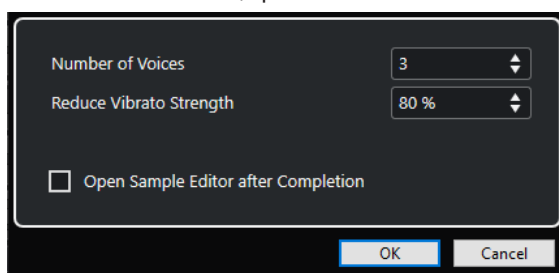 Number of Voices 3
Reduce Vibrato Strength 80 %
Open Sample Editor after Completion
OK Cancel